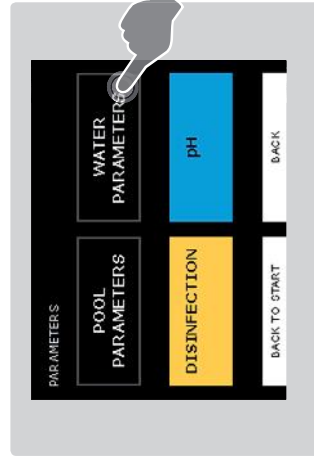 PARAMETERS
POOL
PARAMETERS
WATER
PARAMETERS
DISINFECTION
pH
BACK TO START
BACK